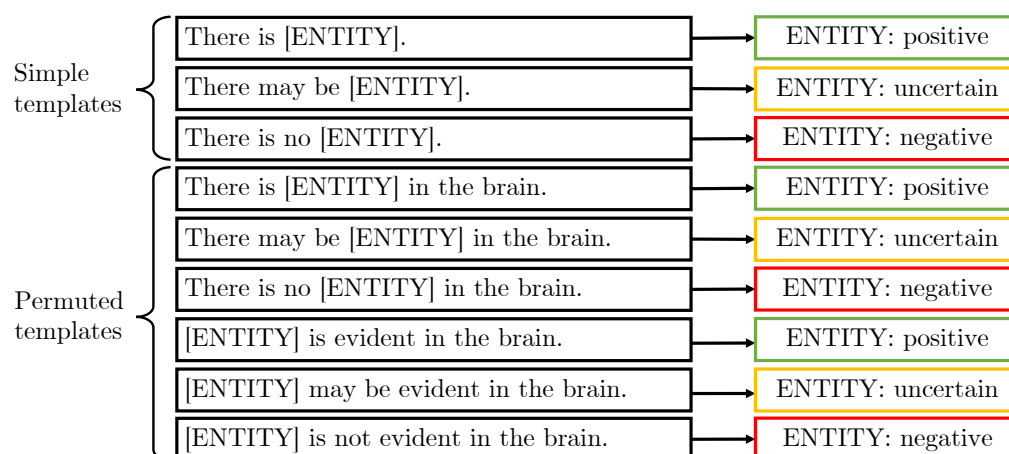 Simple
templates
There is [ENTITY].
ENTITY: positive
There may be [ENTITY].
ENTITY: uncertain
There is no [ENTITY].
ENTITY: negative
Permuted
templates
There is [ENTITY] in the brain.
ENTITY: positive
There may be [ENTITY] in the brain.
ENTITY: uncertain
There is no [ENTITY] in the brain.
ENTITY: negative
[ENTITY] is evident in the brain.
ENTITY: positive
[ENTITY] may be evident in the brain.
ENTITY: uncertain
[ENTITY] is not evident in the brain.
ENTITY: negative